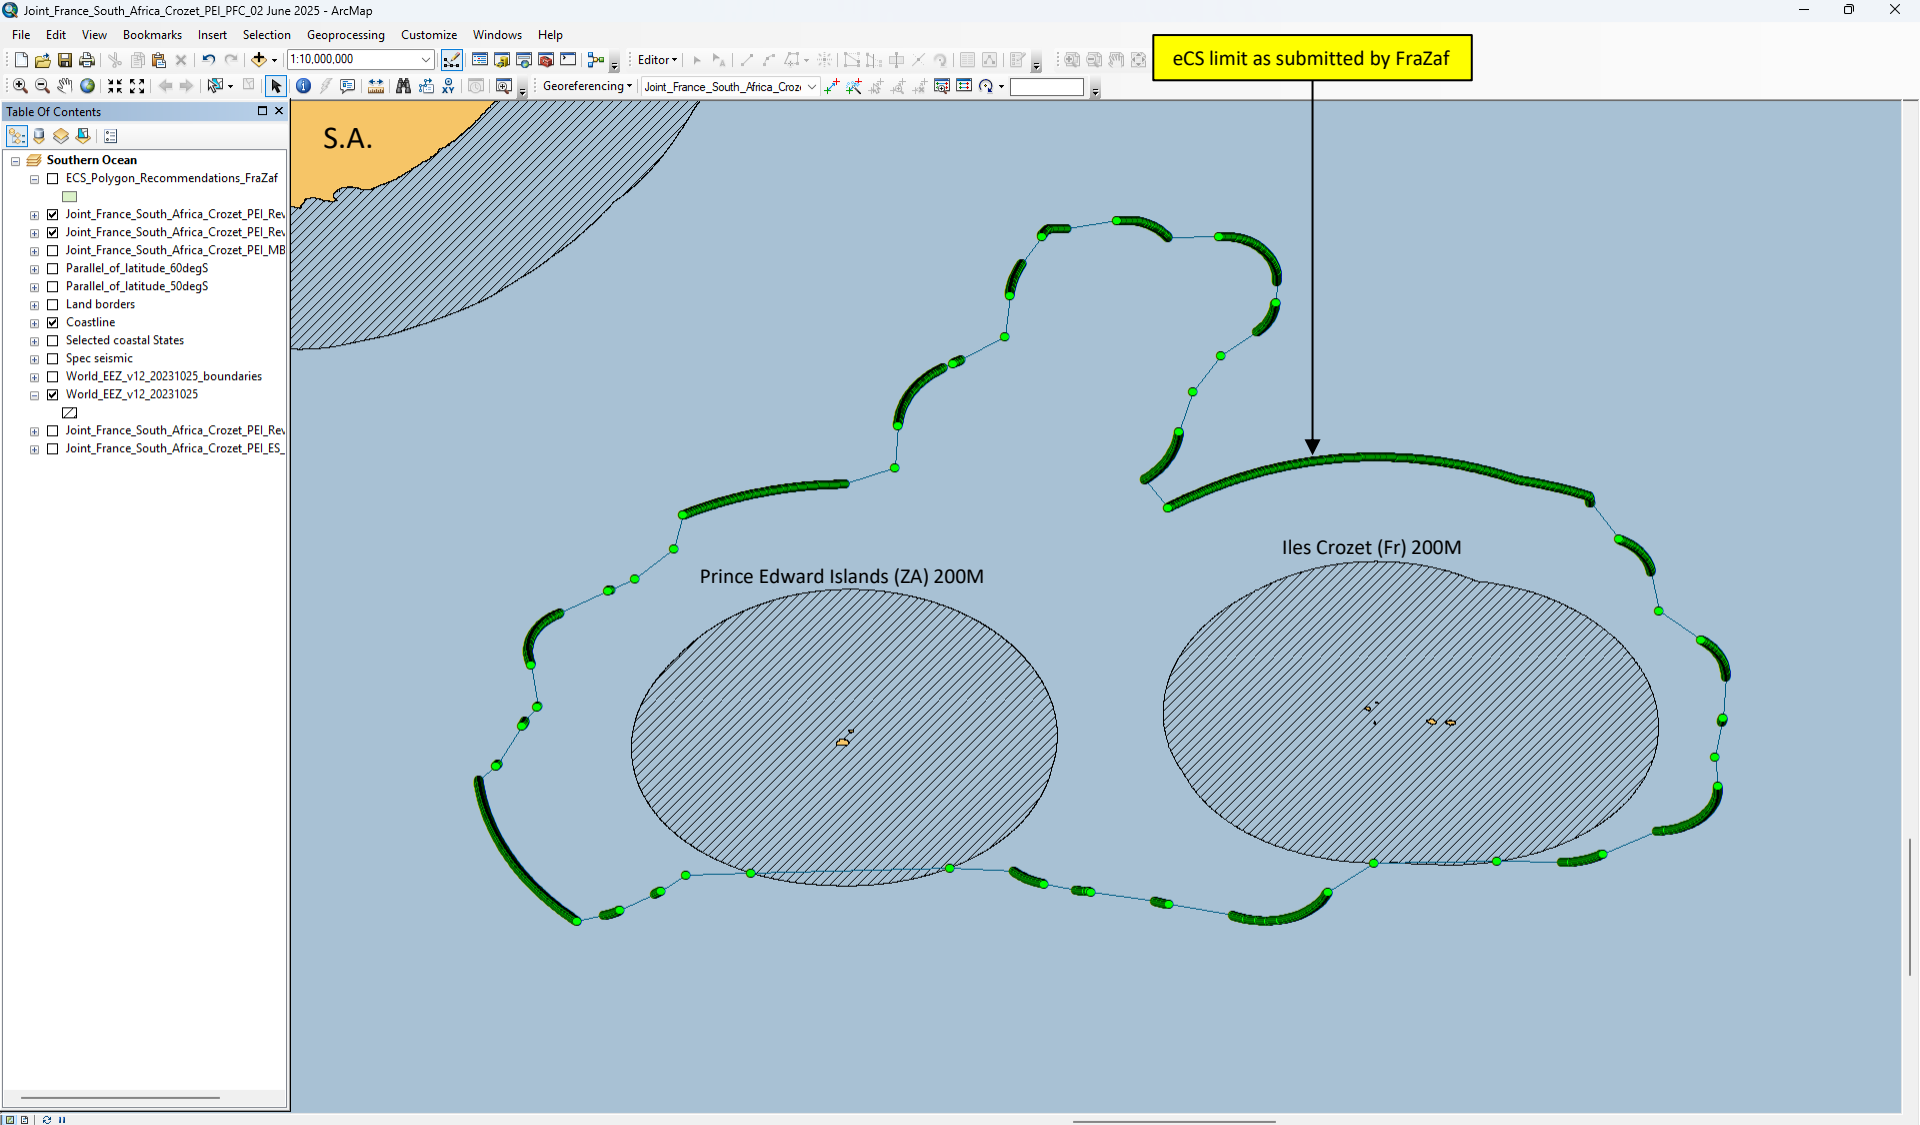 Joint_France_South_Africa_Crozet_PEI_PFC_02 June 2025 - ArcMap
File Edit View Bookmarks Insert Selection Geoprocessing Customize Windows Help
1:10,000,000
Editor
Georeferencing
Joint_France_South_Africa_Croz
eCS limit as submitted by FraZaf
Table Of Contents
Southern Ocean
ECS_Polygon_Recommendations_FraZaf
Joint_France_South_Africa_Crozet_PEI_Rev
Joint_France_South_Africa_Crozet_PEI_Rev
Joint_France_South_Africa_Crozet_PEI_MB
Parallel_of_latitude_60degS
Parallel_of_latitude_50degS
Land borders
Coastline
Selected coastal States
Spec seismic
World_EEZ_v12_20231025_boundaries
World_EEZ_v12_20231025
Joint_France_South_Africa_Crozet_PEI_Rev
Joint_France_South_Africa_Crozet_PEI_ES_
S.A.
Iles Crozet (Fr) 200M
Prince Edward Islands (ZA) 200M